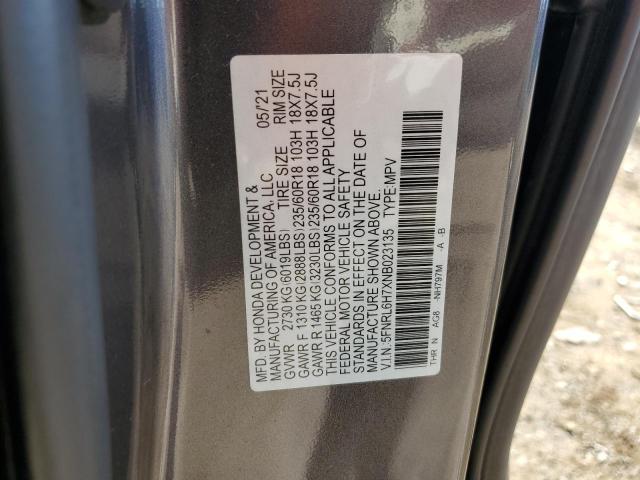 MFD. BY HONDA DEVELOPMENT & 05/'21
MANUFACTURING OF AMERICA, LLC
GVWR 2730 KG(6019LBS) TIRE SIZE RIM SIZE
GAWR F 1310 KG(2888LBS)235/60R18 103H 18X7.5J
GAWR R 1465 KG(3230LBS)235/60R18 103H 18X7.5J
THIS VEHICLE CONFORMS TO ALL APPLICABLE
FEDERAL MOTOR VEHICLE SAFETY
STANDARDS IN EFFECT ON THE DATE OF
MANUFACTURE SHOWN ABOVE.
V.I.N.:5FNRL6H7XNB023135 TYPE:MPV
THR N AG8 -NH797M -A -B